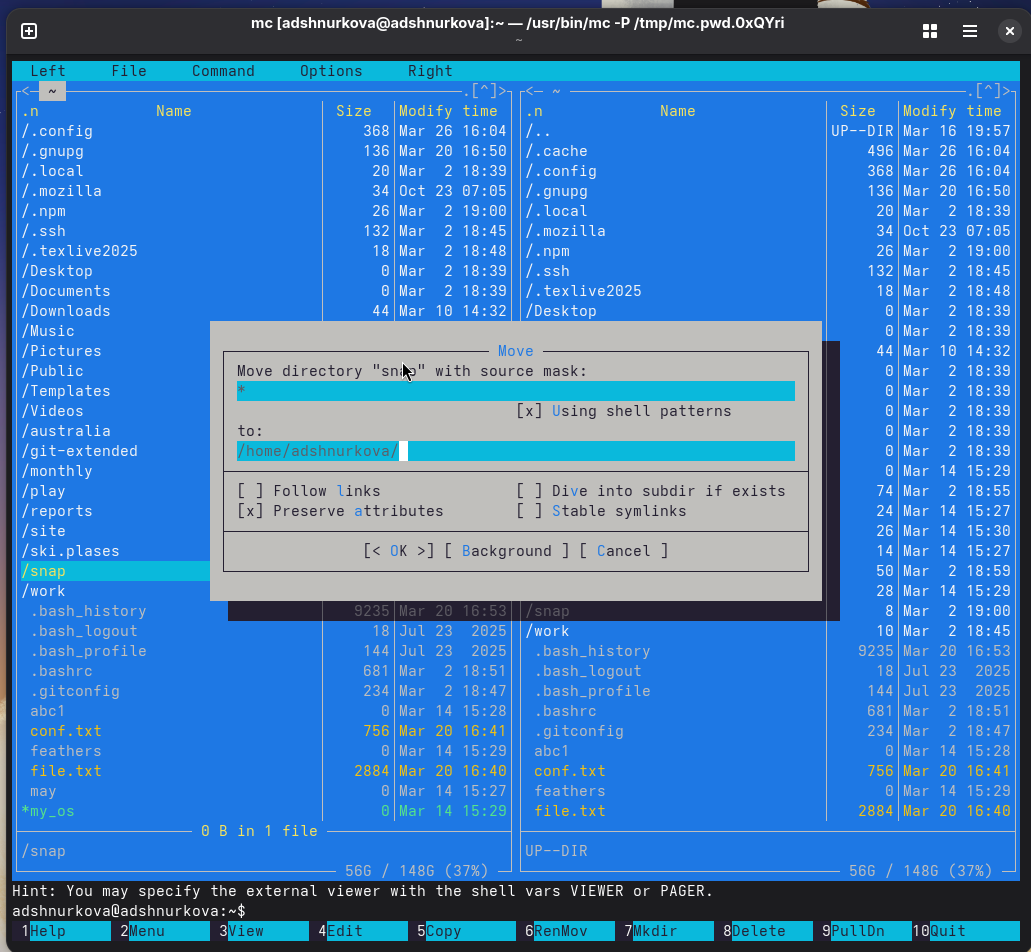 mc [adshnurkova@adshnurkova]:~ — /usr/bin/mc -P /tmp/mc.pwd.0xQYri
~
Left File Command Options Right
<— ~ .[^]> <— ~ .[^]>
.n Name Size Modify time .n Name Size Modify time
/.config 368 Mar 26 16:04 /.. UP--DIR Mar 16 19:57
/.gnupg 136 Mar 20 16:50 /.cache 496 Mar 26 16:04
/.local 20 Mar 2 18:39 /.config 368 Mar 26 16:04
/.mozilla 34 Oct 23 07:05 /.gnupg 136 Mar 20 16:50
/.npm 26 Mar 2 19:00 /.local 20 Mar 2 18:39
/.ssh 132 Mar 2 18:45 /.mozilla 34 Oct 23 07:05
/.texlive2025 18 Mar 2 18:48 /.npm 26 Mar 2 19:00
/Desktop 0 Mar 2 18:39 /.ssh 132 Mar 2 18:45
/Documents 0 Mar 2 18:39 /.texlive2025 18 Mar 2 18:48
/Downloads 44 Mar 10 14:32 /Desktop 0 Mar 2 18:39
/Music 0 Mar 2 18:39
/Pictures Move 44 Mar 10 14:32
/Public Move directory "snap" with source mask: 0 Mar 2 18:39
/Templates * 0 Mar 2 18:39
/Videos [x] Using shell patterns 0 Mar 2 18:39
/australia to: 0 Mar 2 18:39
/git-extended /home/adshnurkova/ 0 Mar 2 18:39
/monthly 0 Mar 14 15:29
/play [ ] Follow links [ ] Dive into subdir if exists 74 Mar 2 18:55
/reports [x] Preserve attributes [ ] Stable symlinks 24 Mar 14 15:27
/site 26 Mar 14 15:30
/ski.plases [< OK >] [ Background ] [ Cancel ] 14 Mar 14 15:27
/snap 50 Mar 2 18:59
/work 28 Mar 14 15:29
.bash_history 9235 Mar 20 16:53 /snap 8 Mar 2 19:00
.bash_logout 18 Jul 23 2025 /work 10 Mar 2 18:45
.bash_profile 144 Jul 23 2025 .bash_history 9235 Mar 20 16:53
.bashrc 681 Mar 2 18:51 .bash_logout 18 Jul 23 2025
.gitconfig 234 Mar 2 18:47 .bash_profile 144 Jul 23 2025
abc1 0 Mar 14 15:28 .bashrc 681 Mar 2 18:51
conf.txt 756 Mar 20 16:41 .gitconfig 234 Mar 2 18:47
feathers 0 Mar 14 15:29 abc1 0 Mar 14 15:28
file.txt 2884 Mar 20 16:40 conf.txt 756 Mar 20 16:41
may 0 Mar 14 15:27 feathers 0 Mar 14 15:29
*my_os 0 Mar 14 15:29 file.txt 2884 Mar 20 16:40
0 B in 1 file
/snap UP--DIR
56G / 148G (37%) 56G / 148G (37%)
Hint: You may specify the external viewer with the shell vars VIEWER or PAGER.
adshnurkova@adshnurkova:~$
1Help 2Menu 3View 4Edit 5Copy 6RenMov 7Mkdir 8Delete 9PullDn 10Quit